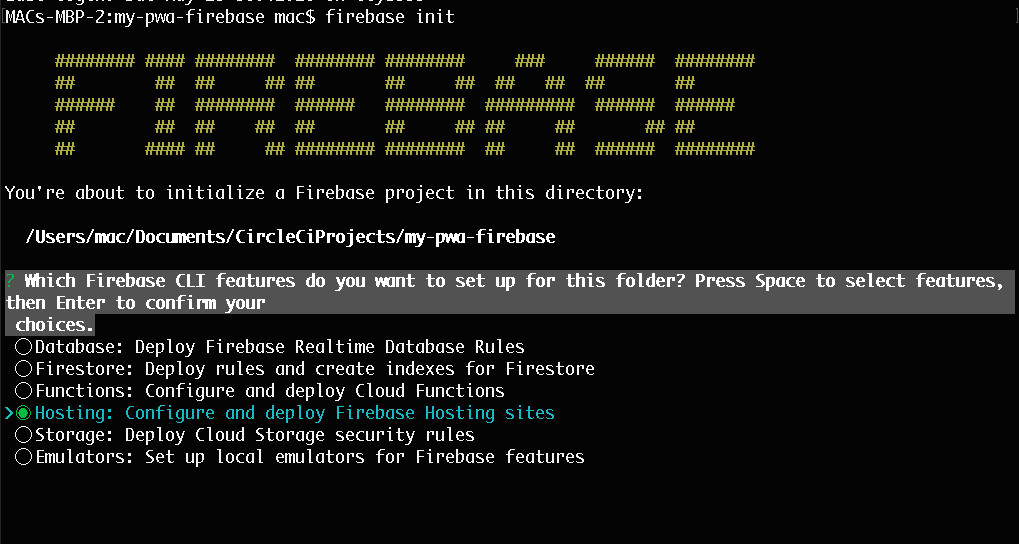 MACs-MBP-2:my-pwa-firebase mac$ firebase init
FIREBASE
You're about to initialize a Firebase project in this directory:
/Users/mac/Documents/CircleCiProjects/my-pwa-firebase
? Which Firebase CLI features do you want to set up for this folder? Press Space to select features,
then Enter to confirm your
choices.
◯Database: Deploy Firebase Realtime Database Rules
◯Firestore: Deploy rules and create indexes for Firestore
◯Functions: Configure and deploy Cloud Functions
❯◉Hosting: Configure and deploy Firebase Hosting sites
◯Storage: Deploy Cloud Storage security rules
◯Emulators: Set up local emulators for Firebase features